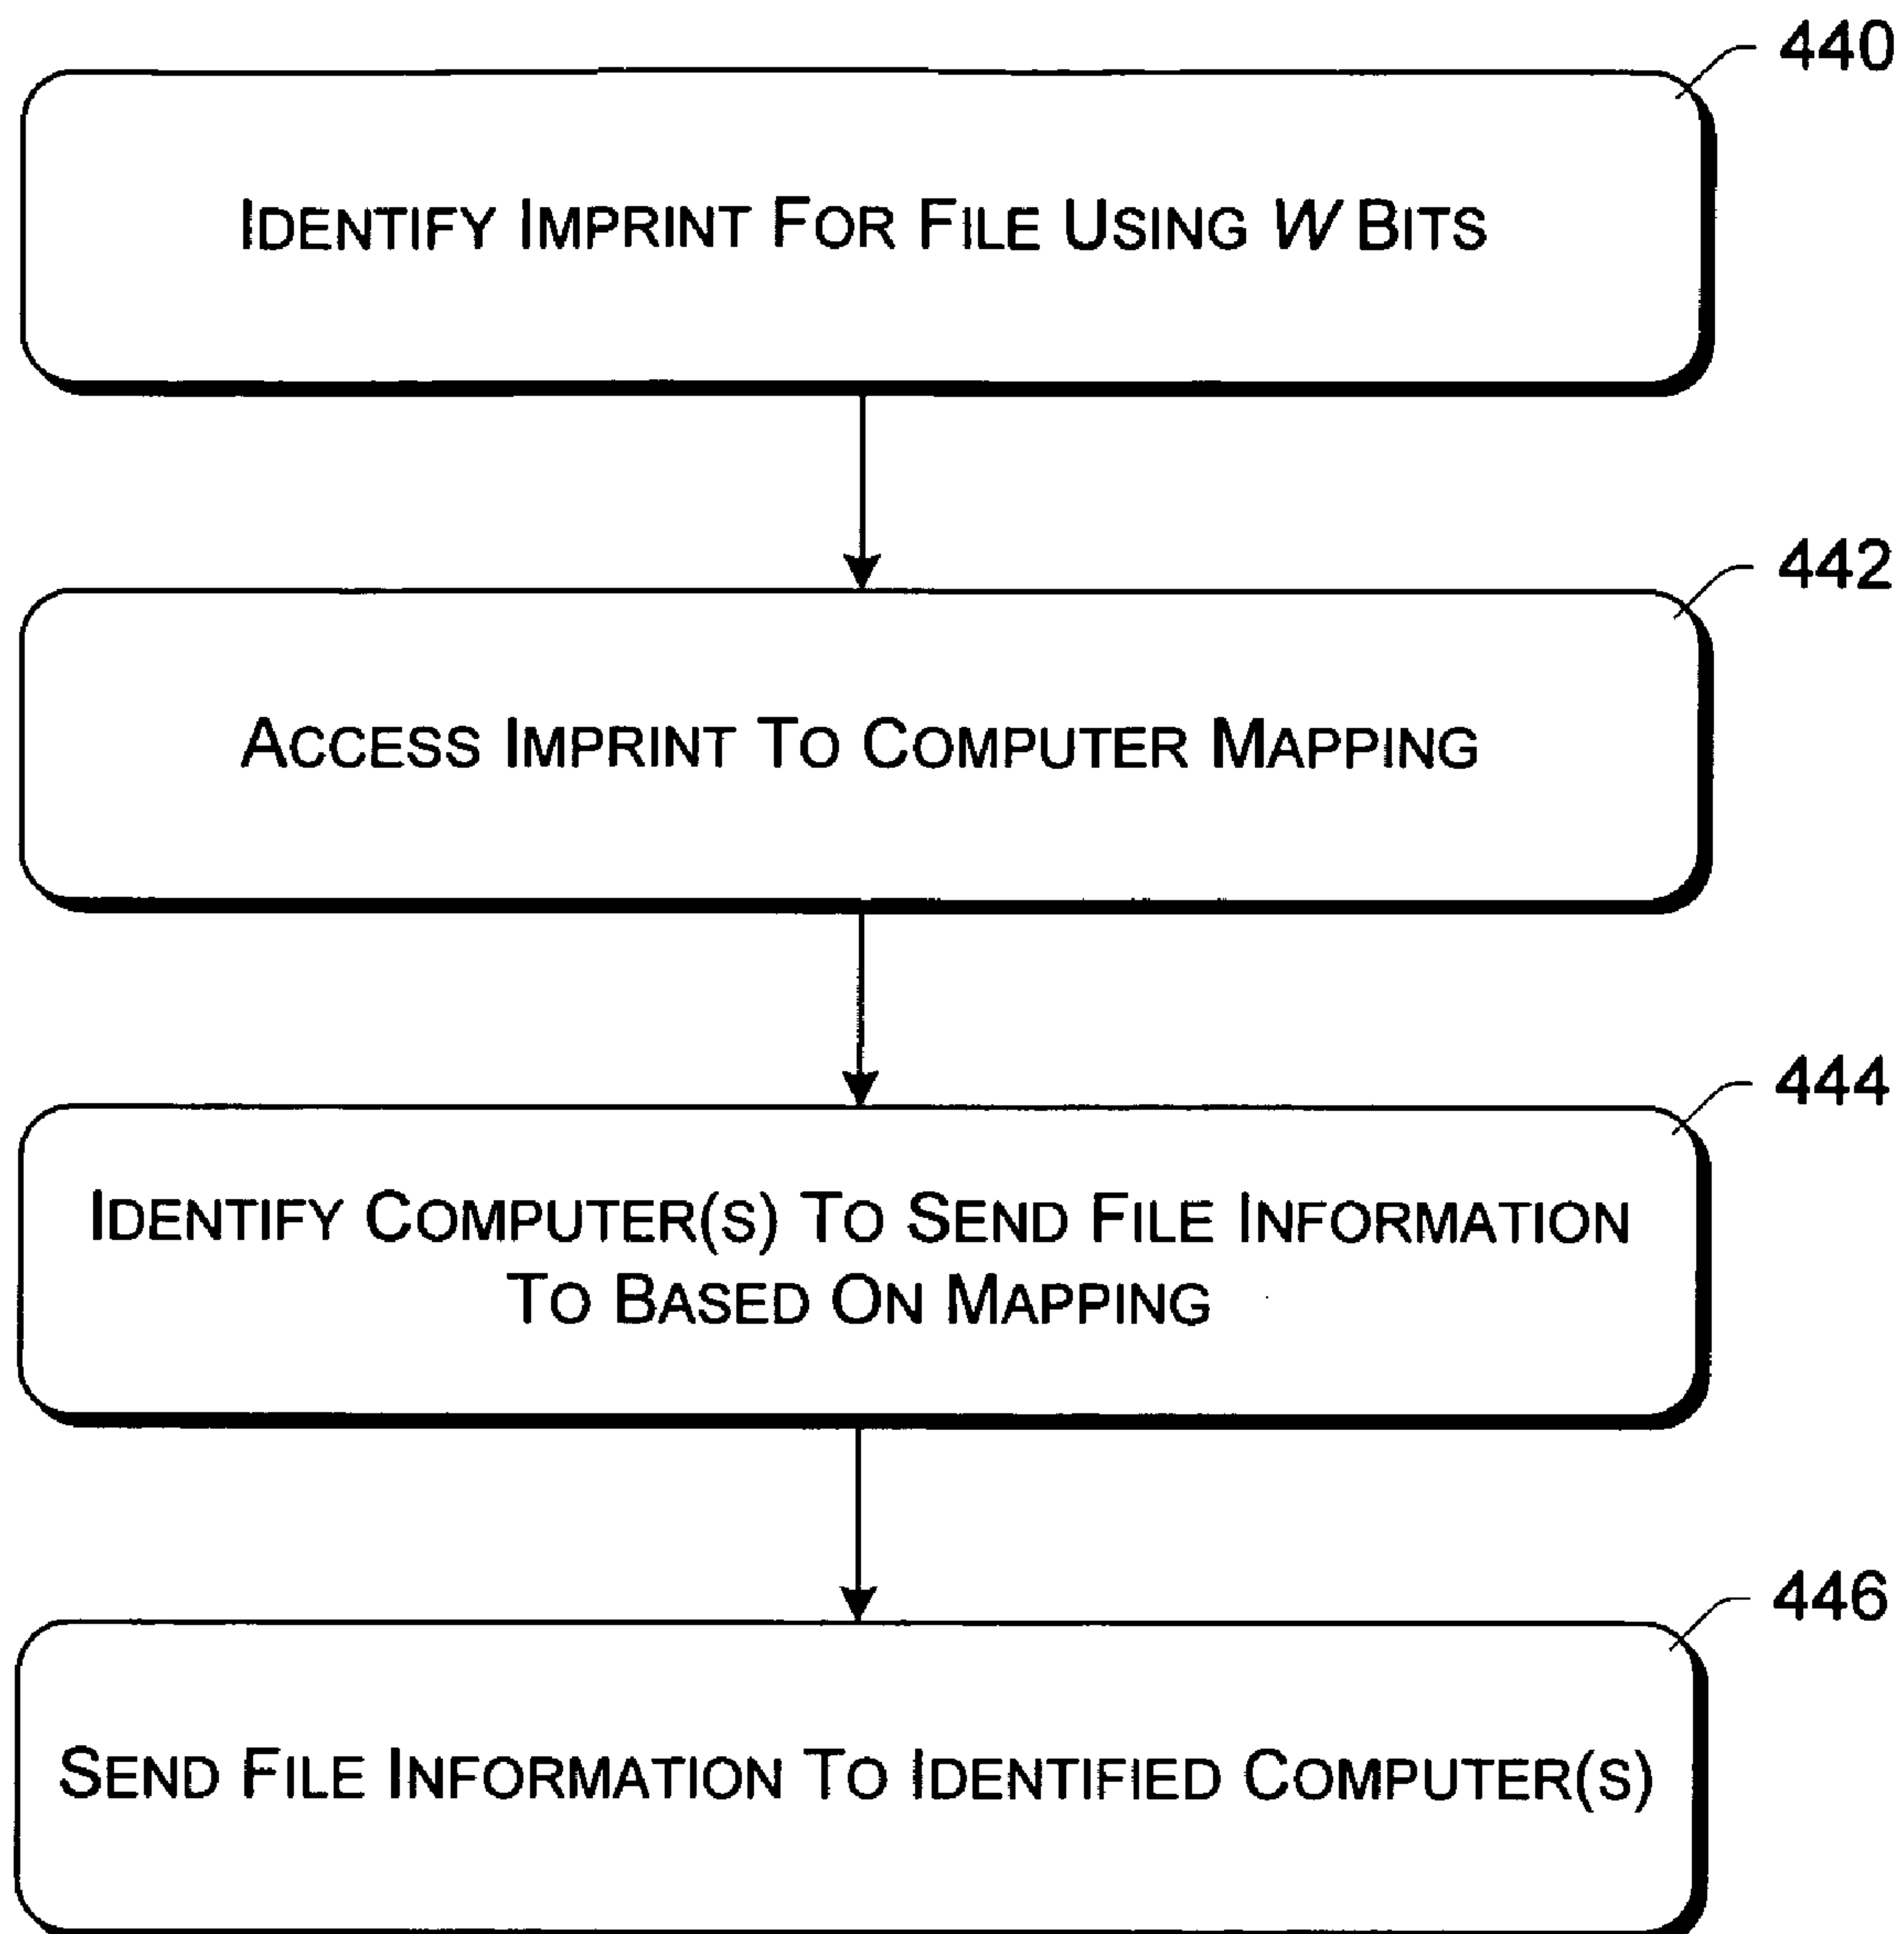 440
IDENTIFY IMPRINT FOR FILE USING W BITS
442
ACCESS IMPRINT TO COMPUTER MAPPING
444
IDENTIFY COMPUTER(S) TO SEND FILE INFORMATION
TO BASED ON MAPPING
446
SEND FILE INFORMATION TO IDENTIFIED COMPUTER(S)